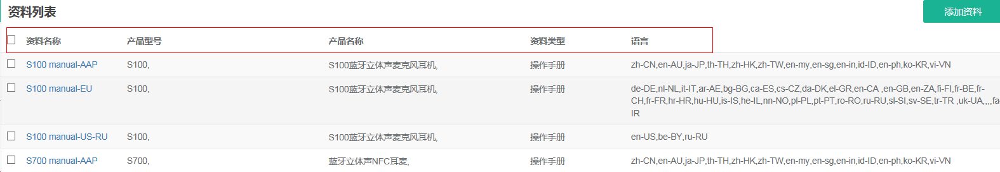 资料列表
添加资料
资料名称 产品型号 产品名称 资料类型 语言
S100 manual-AAP S100, S100蓝牙立体声麦克风耳机, 操作手册 zh-CN,en-AU,ja-JP,th-TH,zh-HK,zh-TW,en-my,en-sg,en-in,id-ID,en-ph,ko-KR,vi-VN
S100 manual-EU S100, S100蓝牙立体声麦克风耳机, 操作手册 de-DE,nl-NL,it-IT,ar-AE,bg-BG,ca-ES,cs-CZ,da-DK,el-GR,en-CA ,en-GB,en-ZA,fi-FI,fr-BE,fr-
CH,fr-FR,hr-HR,hu-HU,is-IS,he-IL,nn-NO,pl-PL,pt-PT,ro-RO,ru-RU,sl-SI,sv-SE,tr-TR ,uk-UA,,,,fa-
IR
S100 manual-US-RU S100, S100蓝牙立体声麦克风耳机, 操作手册 en-US,be-BY,ru-RU
S700 manual-AAP S700, 蓝牙立体声NFC耳麦, 操作手册 zh-CN,en-AU,ja-JP,th-TH,zh-HK,zh-TW,en-my,en-sg,en-in,id-ID,en-ph,ko-KR,vi-VN